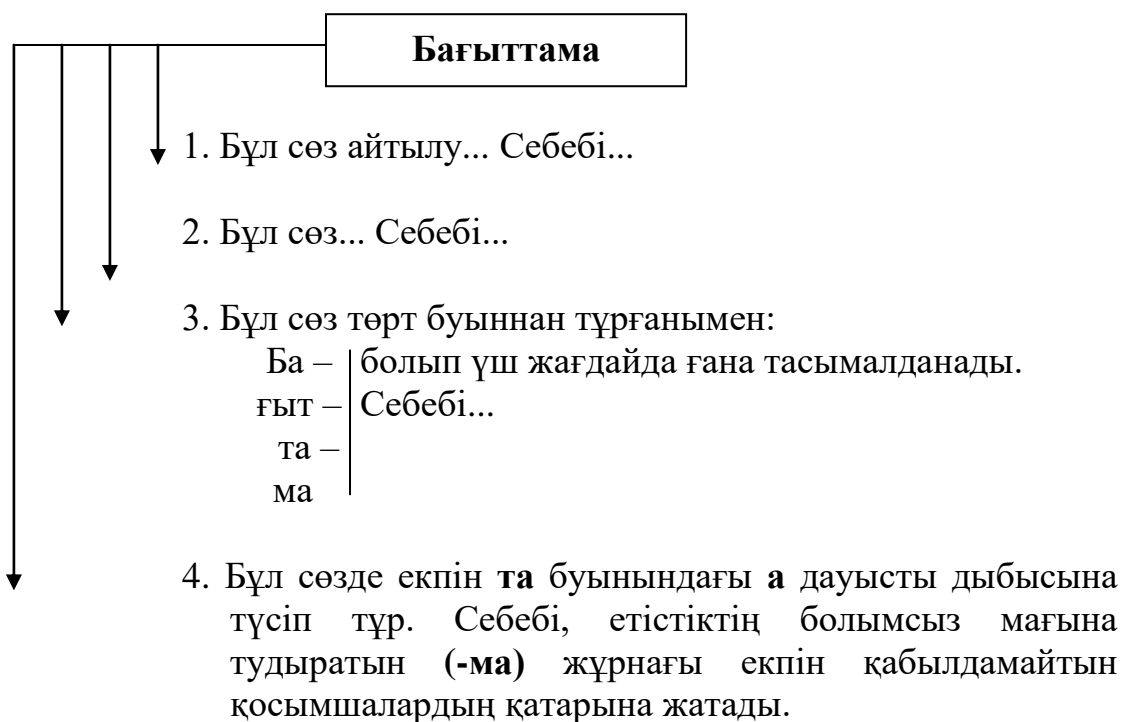 Бағыттама
1. Бұл сөз айтылу... Себебі...
2. Бұл сөз... Себебі...
3. Бұл сөз төрт буыннан тұрғанымен:
Ба – болып үш жағдайда ғана тасымалданады.
ғыт – Себебі...
та –
ма
4. Бұл сөзде екпін та буынындағы а дауысты дыбысына
түсіп тұр. Себебі, етістіктің болымсыз мағына
тудыратын (-ма) жұрнағы екпін қабылдамайтын
қосымшалардың қатарына жатады.